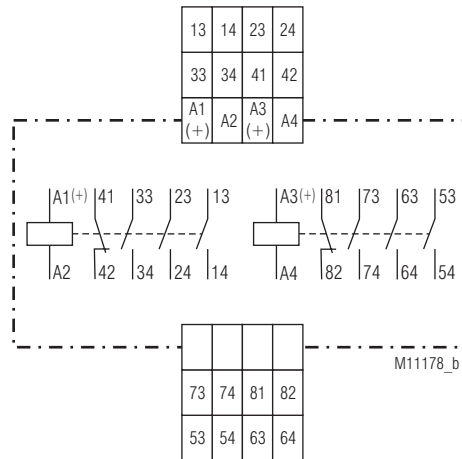 13 14 23 24
33 34 41 42
A1 (+) A2 A3 (+) A4
A1(+) 41 33 23 13 A3(+) 81 73 63 53
A2 42 34 24 14 A4 82 74 64 54
M11178_b
73 74 81 82
53 54 63 64